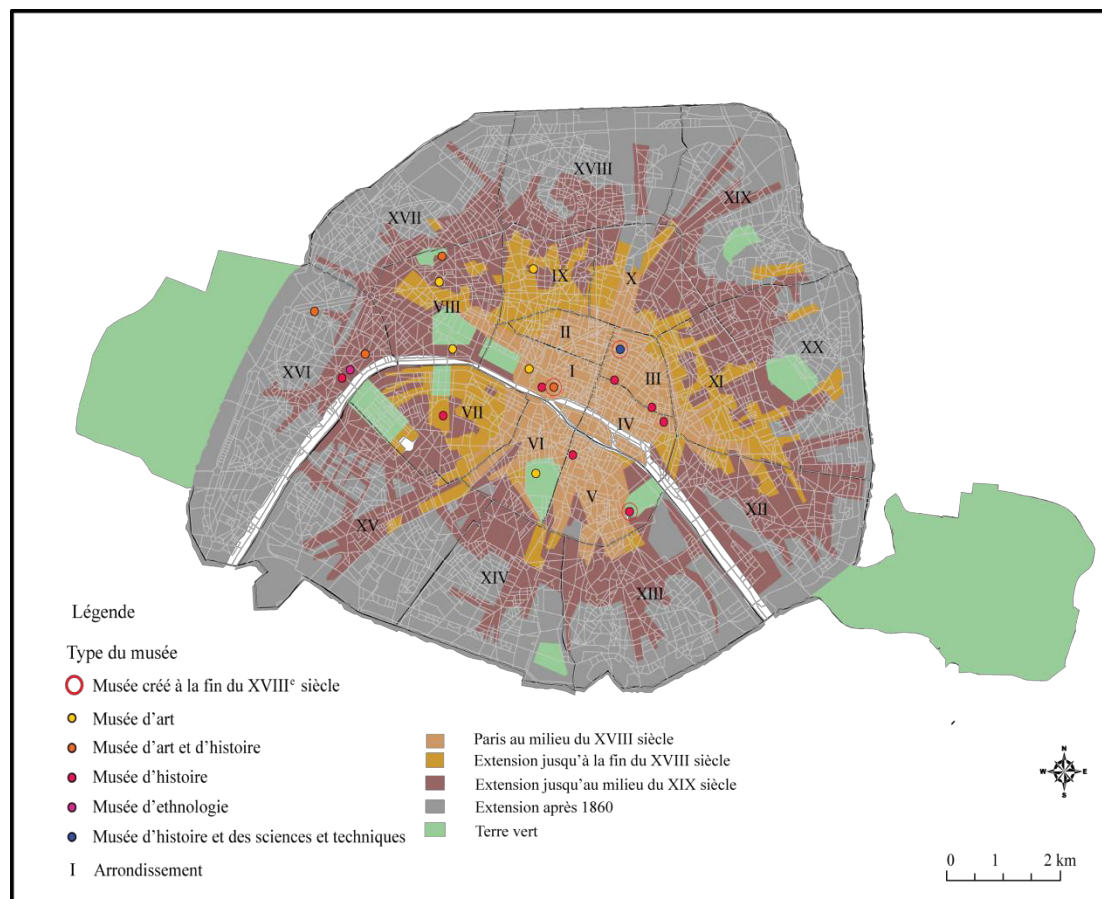 XVIII
XIX
XVII
IX
X
VIII
II
XX
I
III
XI
XVI
VII
IV
VI
V
XV
XII
XIV
XIII
Légende
Type du musée
Musée créé à la fin du XVIIIᵉ siècle
Musée d'art
Musée d'art et d'histoire
Musée d'histoire
Musée d'ethnologie
Musée d'histoire et des sciences et techniques
I Arrondissement
Paris au milieu du XVIII siècle
Extension jusqu'à la fin du XVIII siècle
Extension jusqu'au milieu du XIX siècle
Extension après 1860
Terre vert
N
W E
S
0 1 2 km